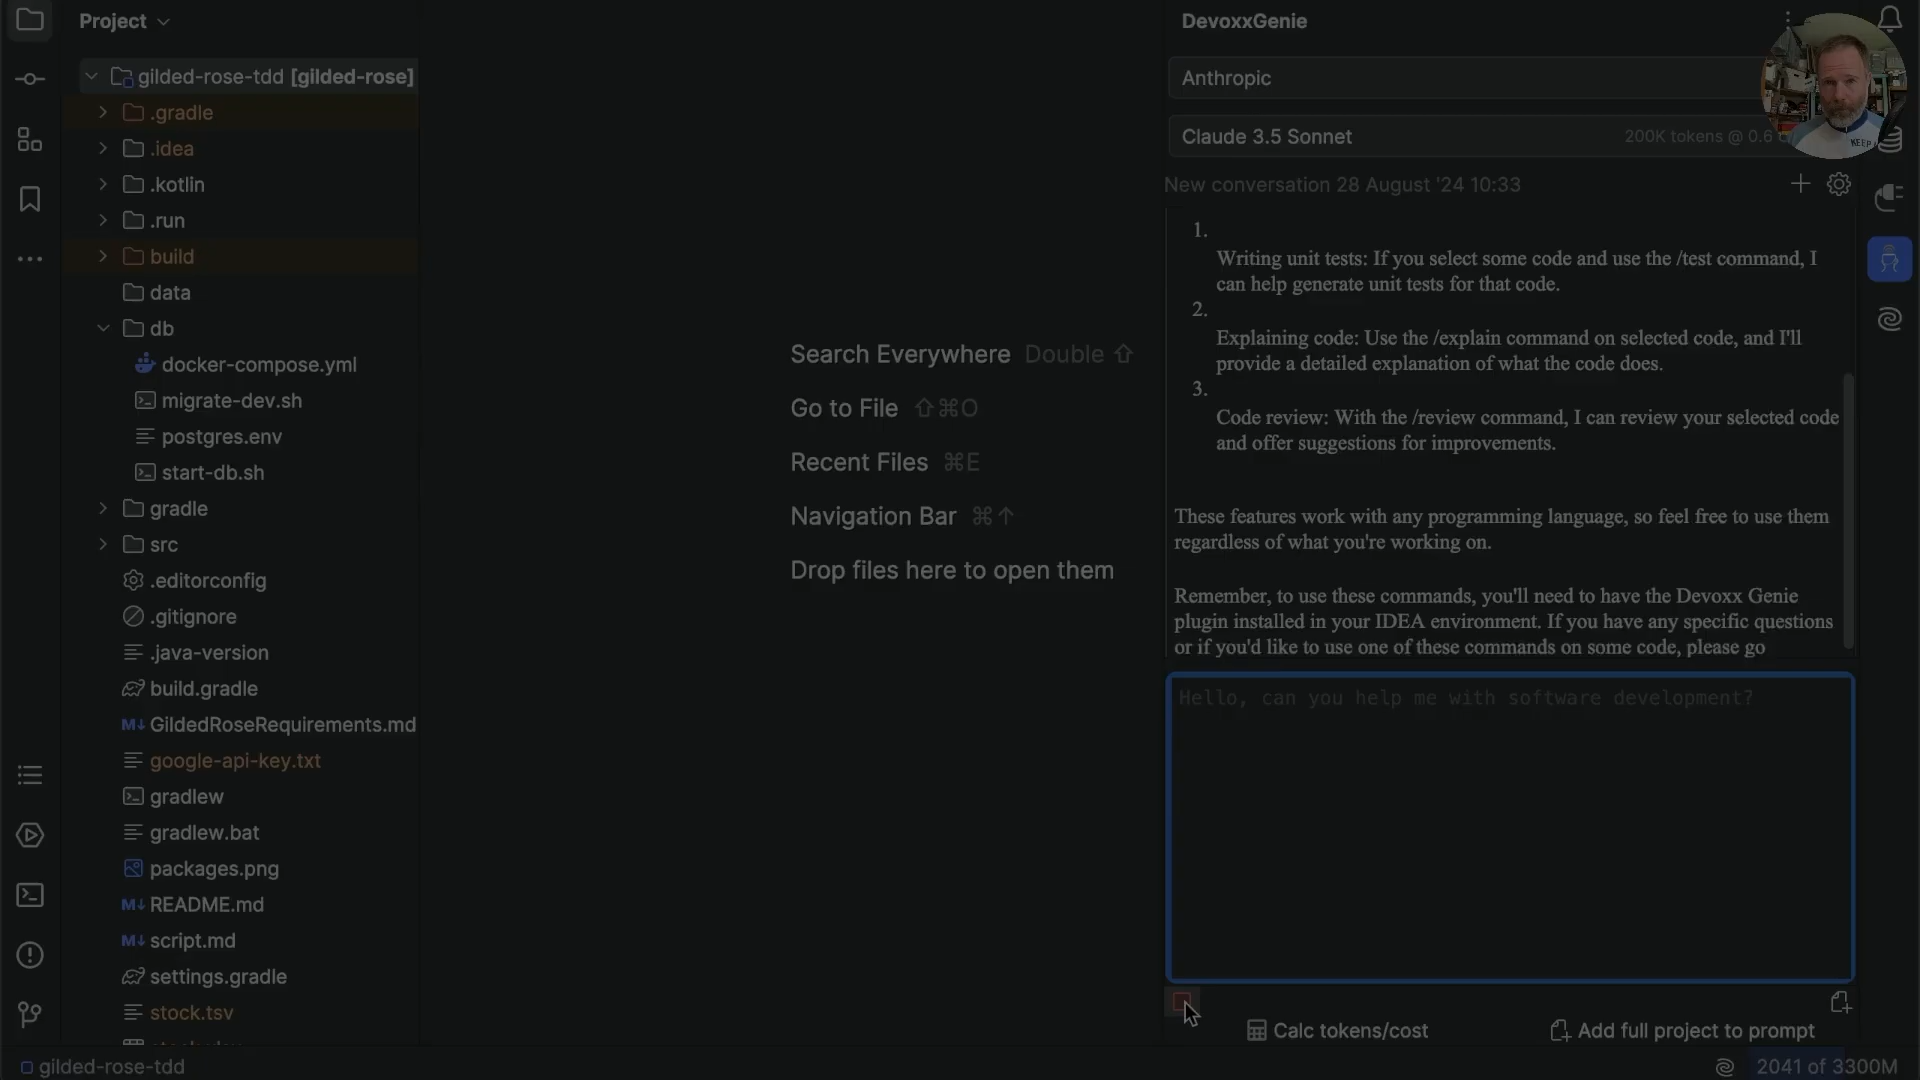 Project
gilded-rose-tdd [gilded-rose]
.gradle
.idea
.kotlin
.run
build
data
db
docker-compose.yml
migrate-dev.sh
postgres.env
start-db.sh
gradle
src
.editorconfig
.gitignore
.java-version
build.gradle
GildedRoseRequirements.md
google-api-key.txt
gradlew
gradlew.bat
packages.png
README.md
script.md
settings.gradle
stock.tsv
gilded-rose-tdd
Search Everywhere Double ⇧
Go to File ⇧⌘O
Recent Files ⌘E
Navigation Bar ⌘↑
Drop files here to open them
DevoxxGenie
Anthropic
Claude 3.5 Sonnet 200K tokens @ 0.6
KEEP
New conversation 28 August '24 10:33
1.
Writing unit tests: If you select some code and use the /test command, I
can help generate unit tests for that code.
2.
Explaining code: Use the /explain command on selected code, and I'll
provide a detailed explanation of what the code does.
3.
Code review: With the /review command, I can review your selected code
and offer suggestions for improvements.
These features work with any programming language, so feel free to use them
regardless of what you're working on.
Remember, to use these commands, you'll need to have the Devoxx Genie
plugin installed in your IDEA environment. If you have any specific questions
or if you'd like to use one of these commands on some code, please go
Hello, can you help me with software development?
Calc tokens/cost
Add full project to prompt
2041 of 3300M